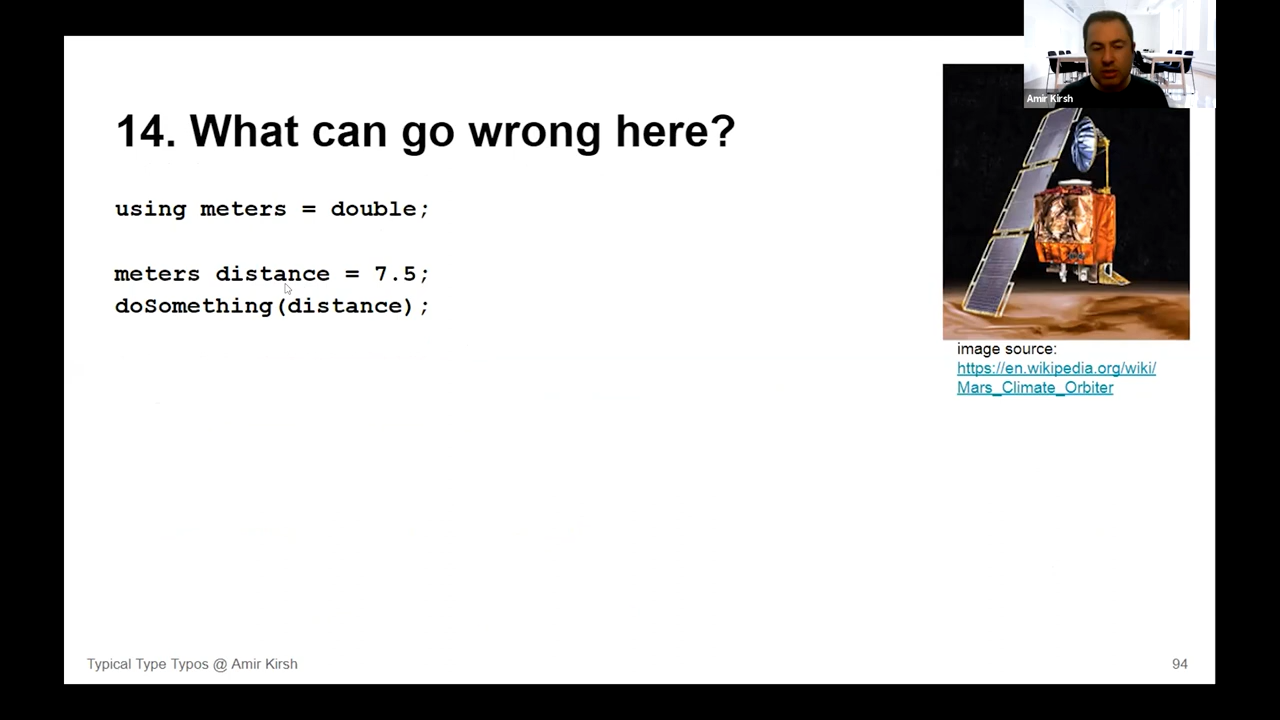 Amir Kirsh
14. What can go wrong here?
using meters = double;
meters distance = 7.5;
doSomething(distance);
image source:
https://en.wikipedia.org/wiki/
Mars_Climate_Orbiter
Typical Type Typos @ Amir Kirsh
94